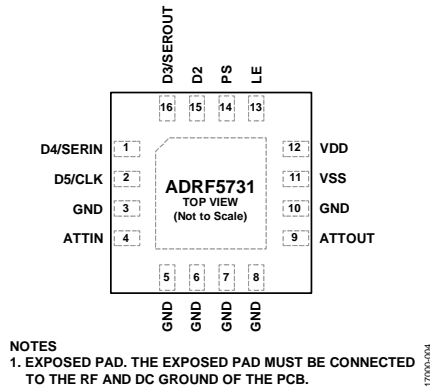 D3/SEROUT
D2
PS
LE
16
15
14
13
D4/SERIN 1
D5/CLK 2
GND 3
ATTIN 4
ADRF5731
TOP VIEW
(Not to Scale)
12 VDD
11 VSS
10 GND
9 ATTOUT
5
6
7
8
GND
GND
GND
GND
NOTES
1. EXPOSED PAD. THE EXPOSED PAD MUST BE CONNECTED
TO THE RF AND DC GROUND OF THE PCB.
17000-004